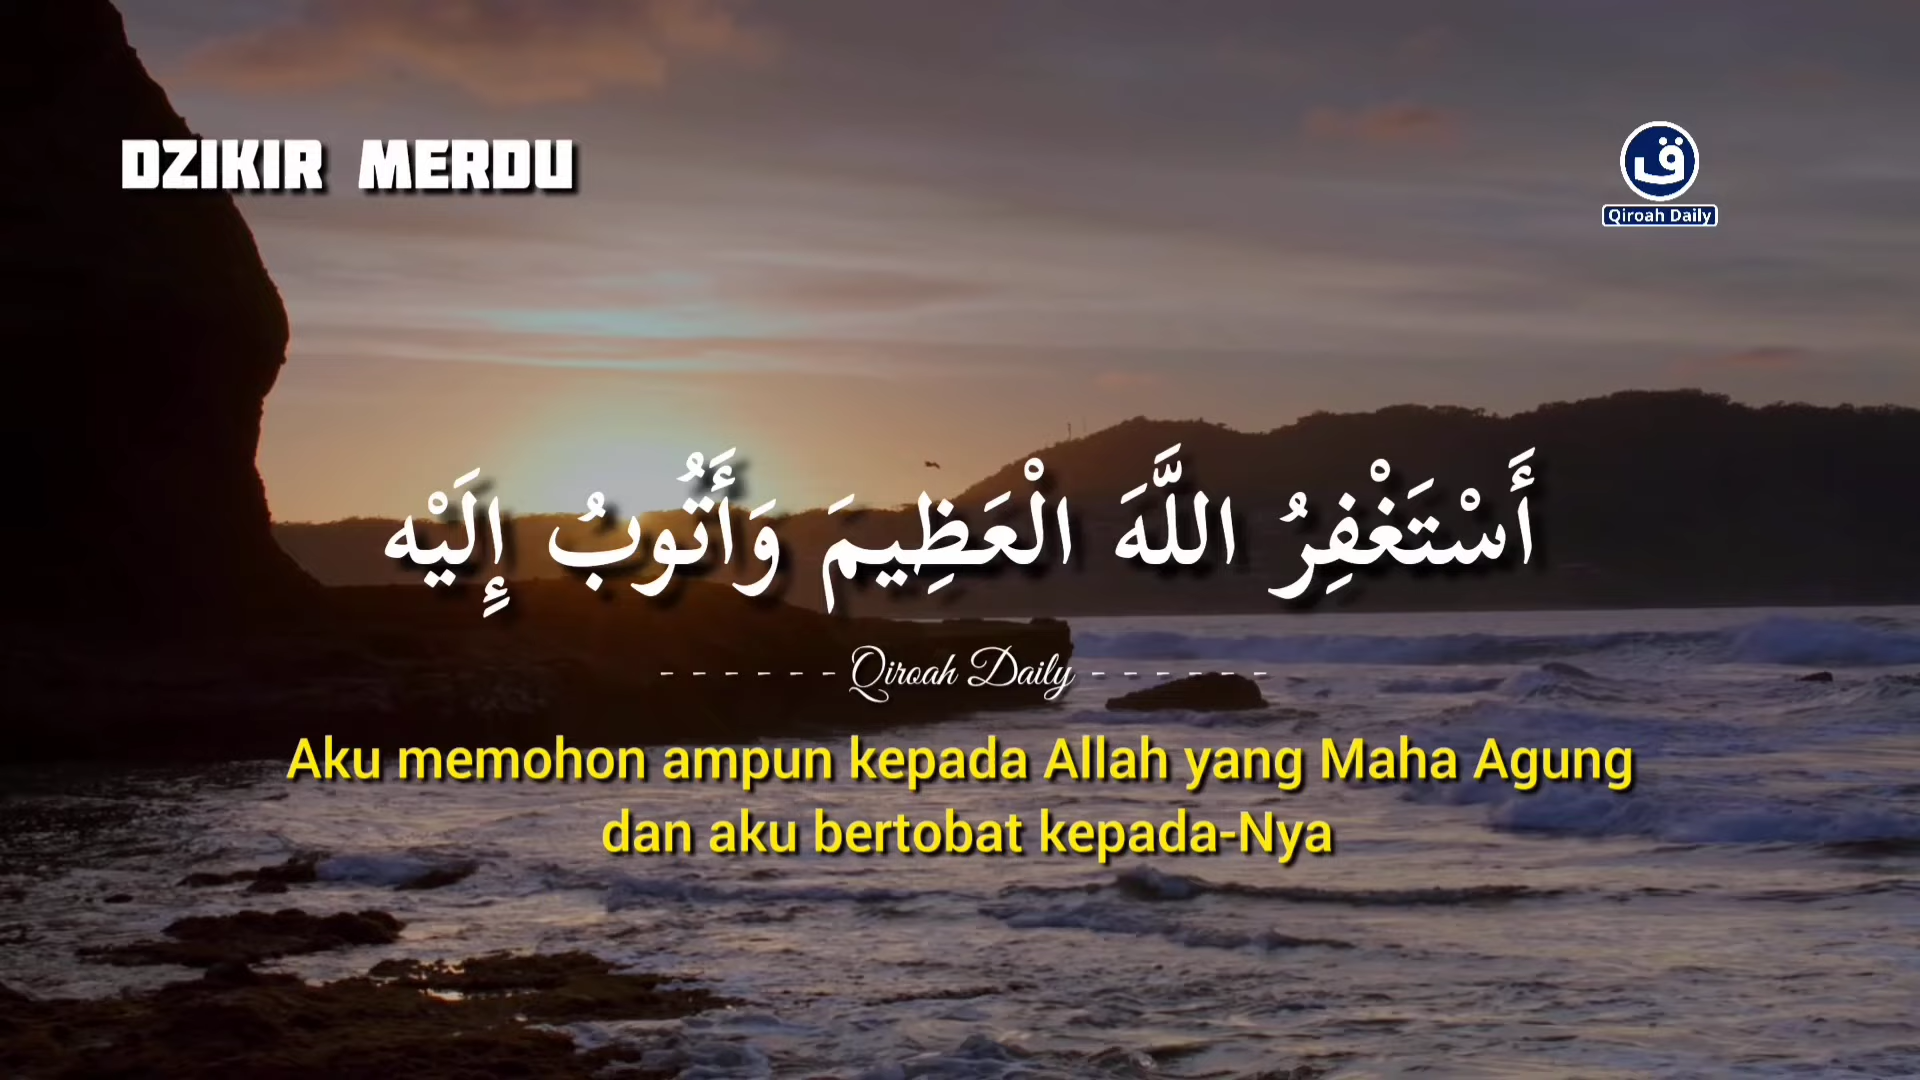 DZIKIR MERDU
ق
Qiroah Daily
أَسْتَغْفِرُ اللَّهَ الْعَظِيمَ وَأَتُوبُ إِلَيْه
- - - - - - Qiroah Daily - - - - - -
Aku memohon ampun kepada Allah yang Maha Agung
dan aku bertobat kepada-Nya